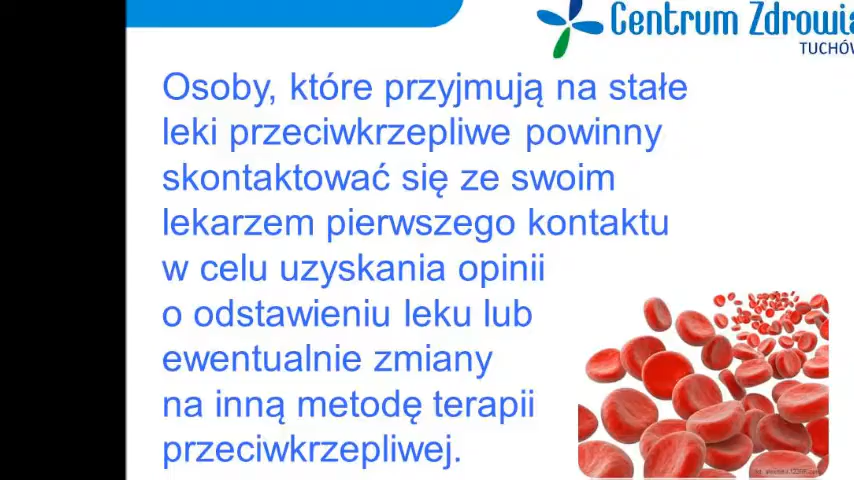 Centrum Zdrowia
TUCHÓW
Osoby, które przyjmują na stałe
leki przeciwkrzepliwe powinny
skontaktować się ze swoim
lekarzem pierwszego kontaktu
w celu uzyskania opinii
o odstawieniu leku lub
ewentualnie zmiany
na inną metodę terapii
przeciwkrzepliwej.